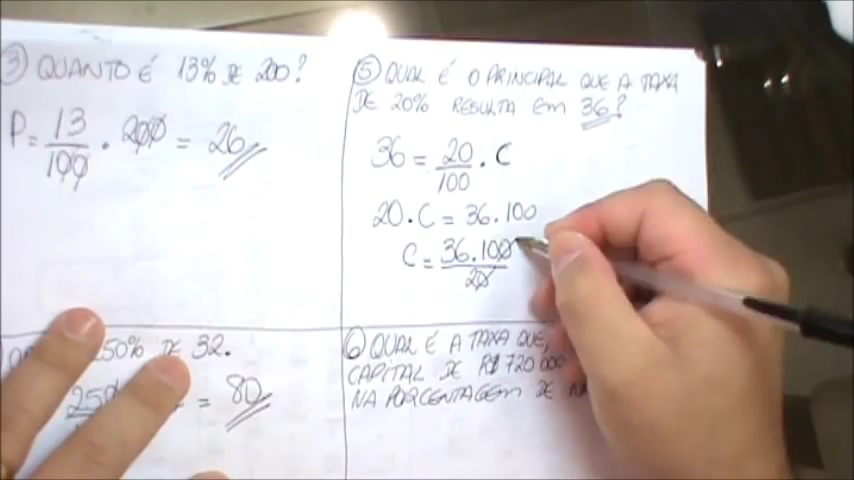 ③ QUANTO É 13% DE 200?
P = 13/100 . 200 = 26
⑤ QUAL É O PRINCIPAL QUE A TAXA
DE 20% RESULTA EM 36?
36 = 20/100 . C
20 . C = 36 . 100
C = 36.100/20
250% DE 32.
= 80
⑥ QUAL É A TAXA QUE,
CAPITAL DE R$720 000
NA PORCENTAGEM DE